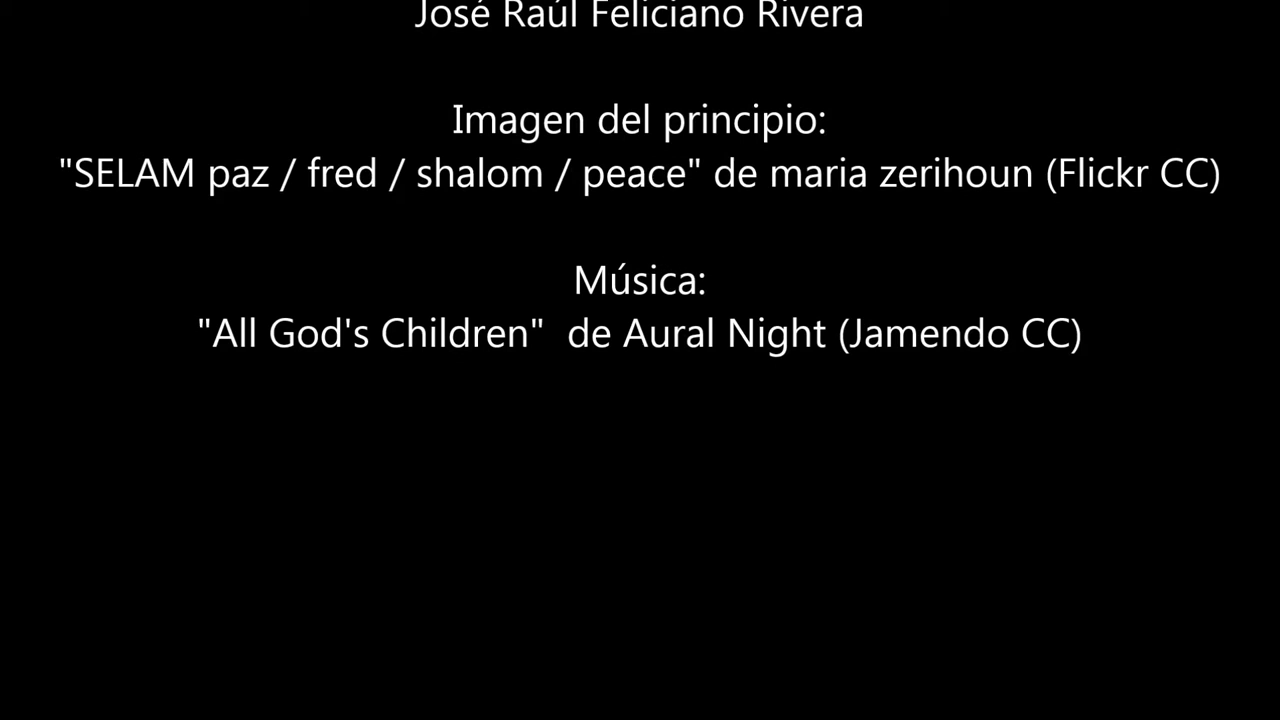 José Raúl Feliciano Rivera
Imagen del principio:
"SELAM paz / fred / shalom / peace" de maria zerihoun (Flickr CC)
Música:
"All God's Children"  de Aural Night (Jamendo CC)